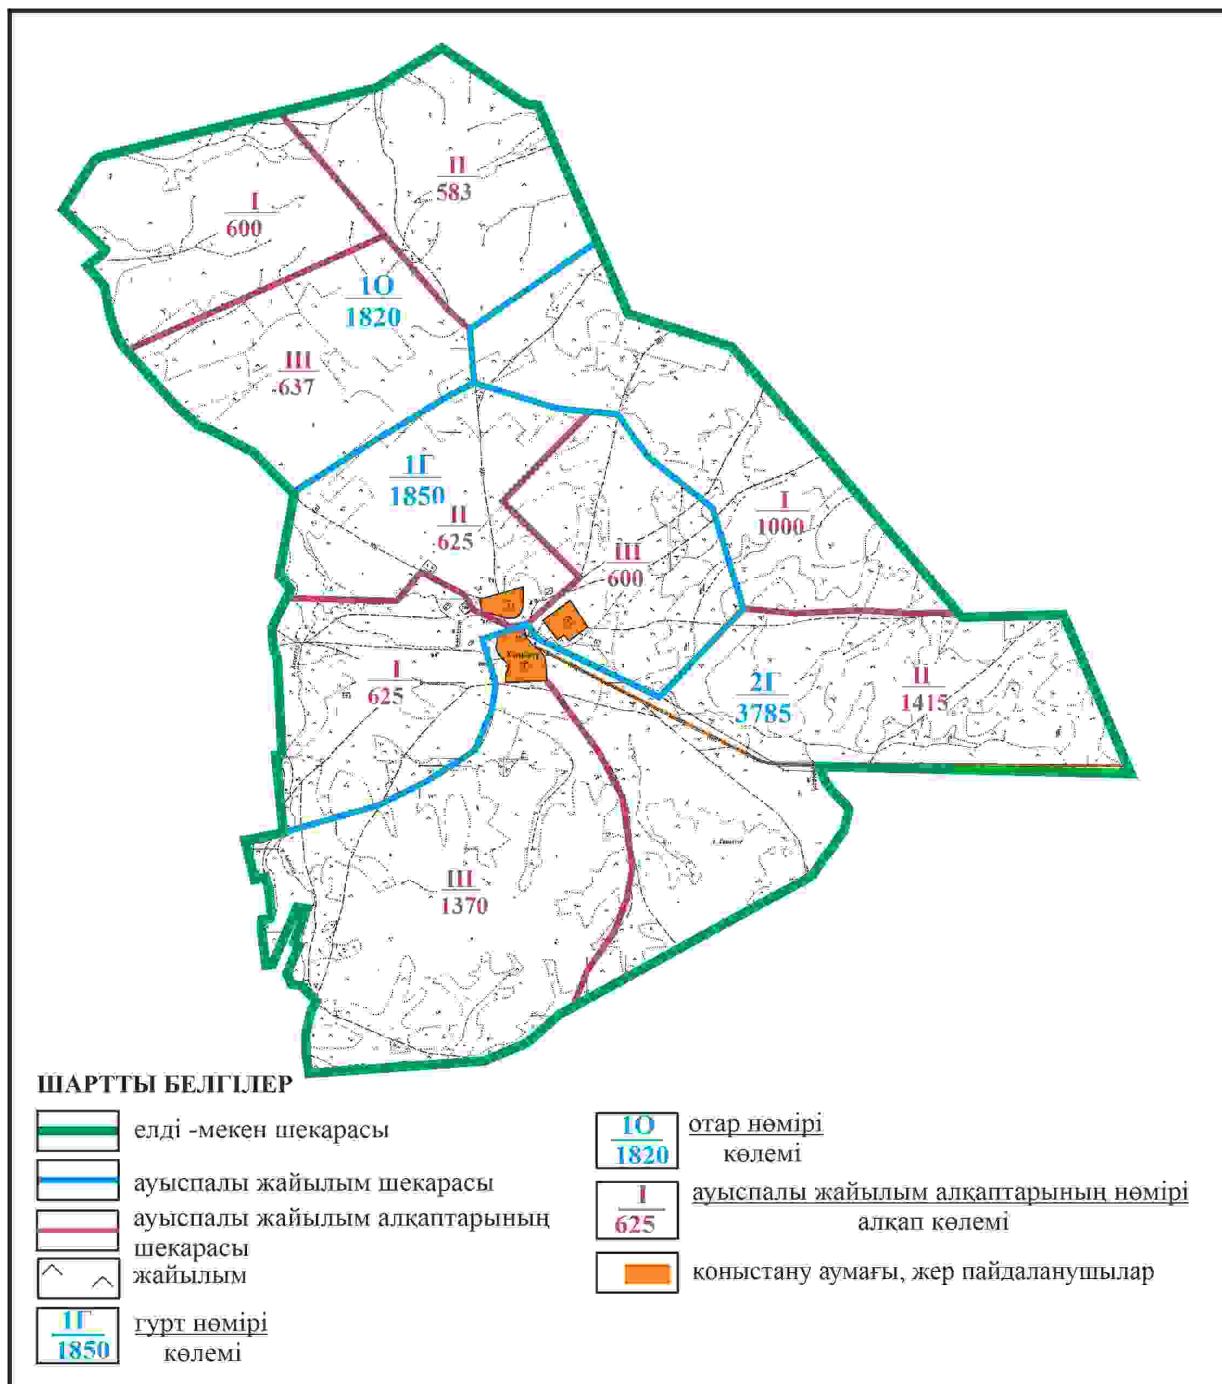 II
583
I
600
1О
1820
III
637
1Г
1850
II
625
III
600
I
1000
I
625
2Г
3785
II
1415
III
1370
ШАРТТЫ БЕЛГІЛЕР
елді -мекен шекарасы
ауыспалы жайылым шекарасы
ауыспалы жайылым алқаптарының
шекарасы
жайылым
1Г
1850
гурт нөмірі
көлемі
1О
1820
отар нөмірі
көлемі
I
625
ауыспалы жайылым алқаптарының нөмірі
алқап көлемі
қоныстану аумағы, жер пайдаланушылар